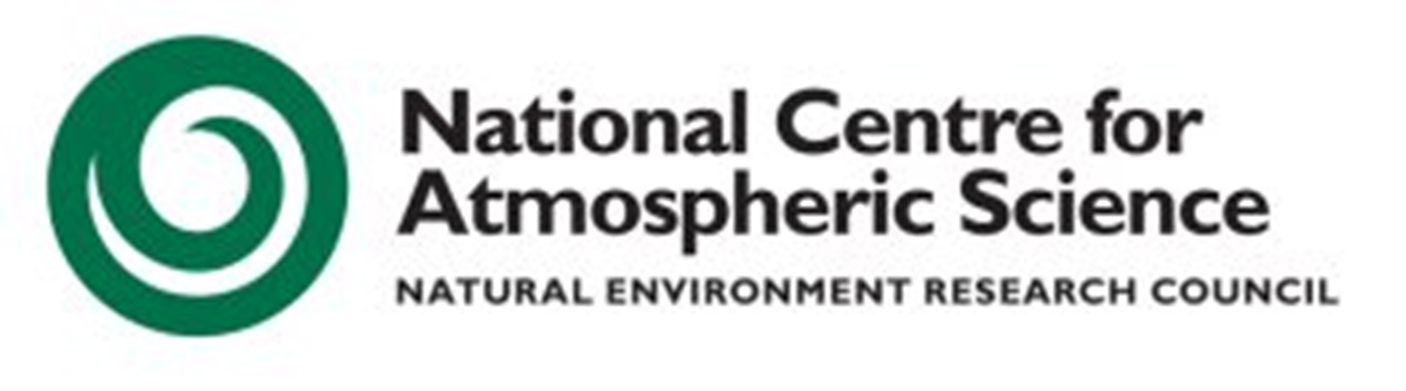 National Centre for
Atmospheric Science
NATURAL ENVIRONMENT RESEARCH COUNCIL